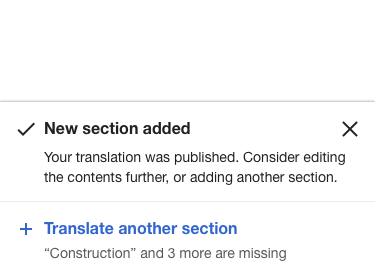 New section added
Your translation was published. Consider editing
the contents further, or adding another section.
Translate another section
“Construction” and 3 more are missing